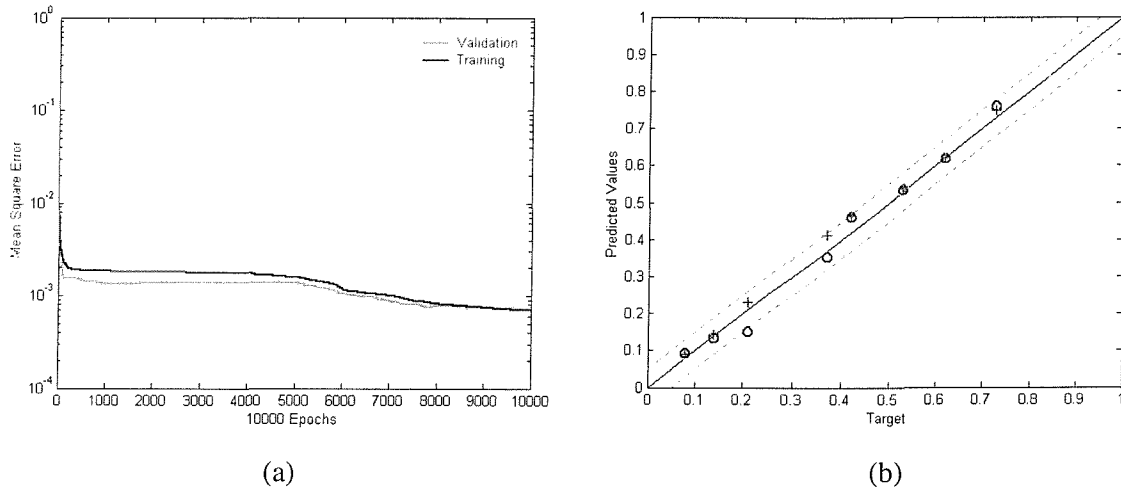 10^0
10^-1
10^-2
10^-3
10^-4
Mean Square Error
Validation
Training
0 1000 2000 3000 4000 5000 6000 7000 8000 9000 10000
10000 Epochs
(a)
1
0.9
0.8
0.7
0.6
0.5
0.4
0.3
0.2
0.1
0
Predicted Values
0 0.1 0.2 0.3 0.4 0.5 0.6 0.7 0.8 0.9 1
Target
(b)